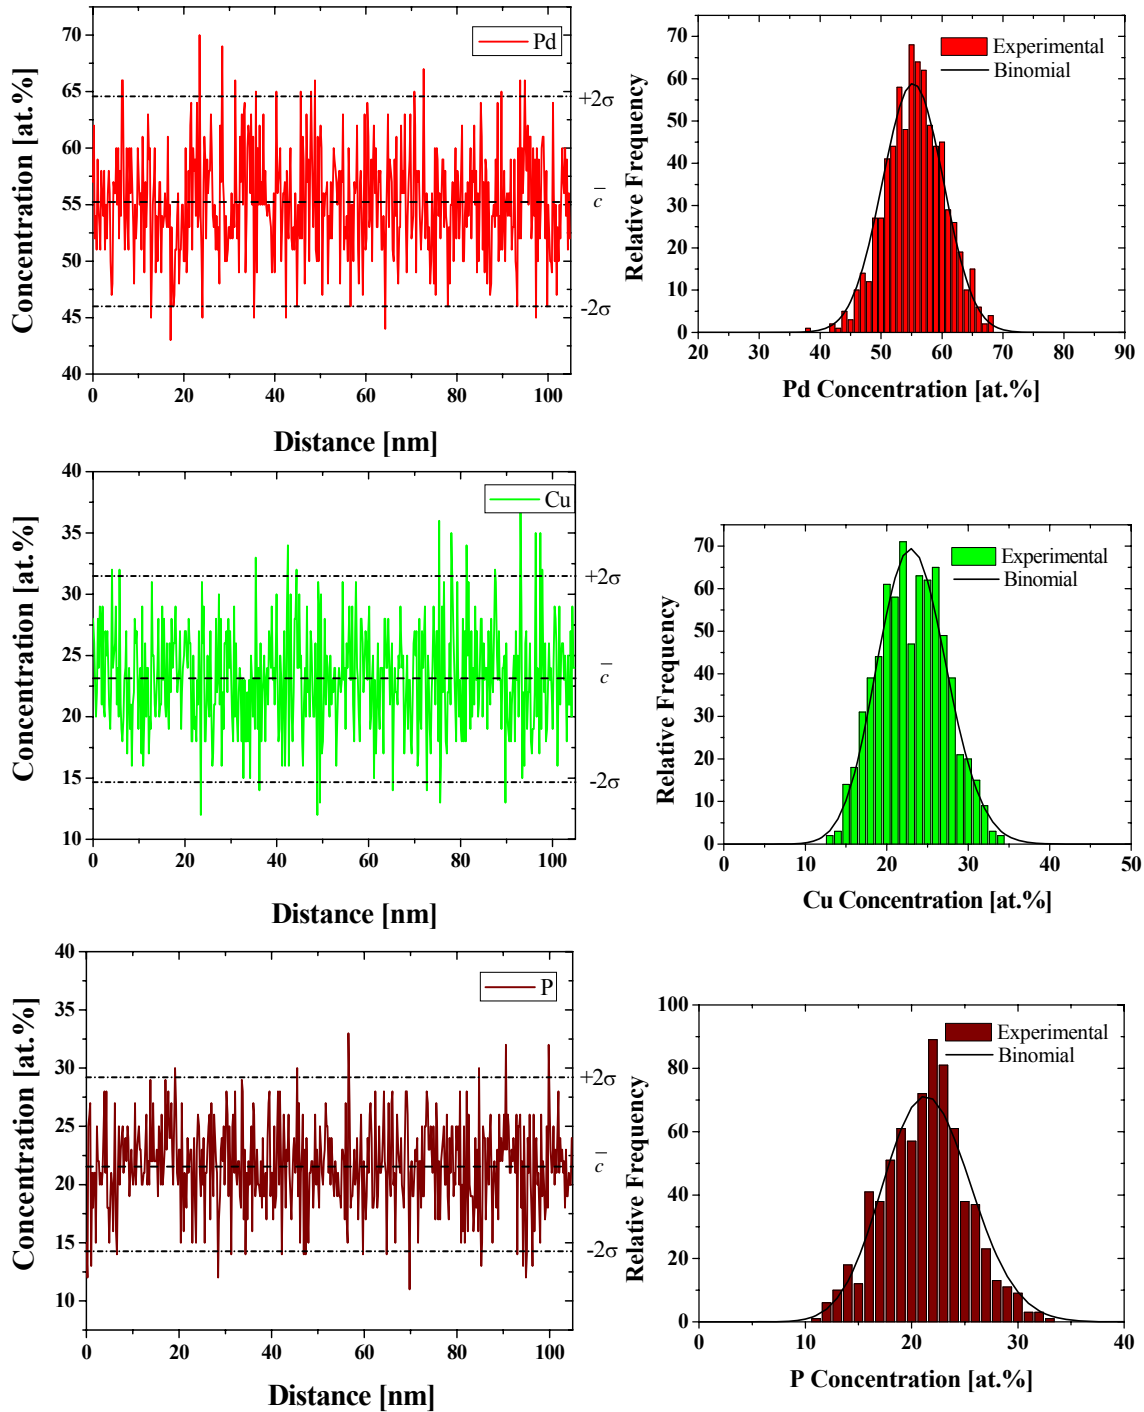 Pd
Concentration [at.%]
70
65
60
55
50
45
40
+2σ
c̅
-2σ
0 20 40 60 80 100
Distance [nm]
Experimental
Binomial
Relative Frequency
70
60
50
40
30
20
10
0
20 30 40 50 60 70 80 90
Pd Concentration [at.%]
Cu
Concentration [at.%]
40
35
30
25
20
15
10
+2σ
c̅
-2σ
0 20 40 60 80 100
Distance [nm]
Experimental
Binomial
Relative Frequency
70
60
50
40
30
20
10
0
0 10 20 30 40 50
Cu Concentration [at.%]
P
Concentration [at.%]
40
35
30
25
20
15
10
+2σ
c̅
-2σ
0 20 40 60 80 100
Distance [nm]
Experimental
Binomial
Relative Frequency
100
80
60
40
20
0
0 10 20 30 40
P Concentration [at.%]